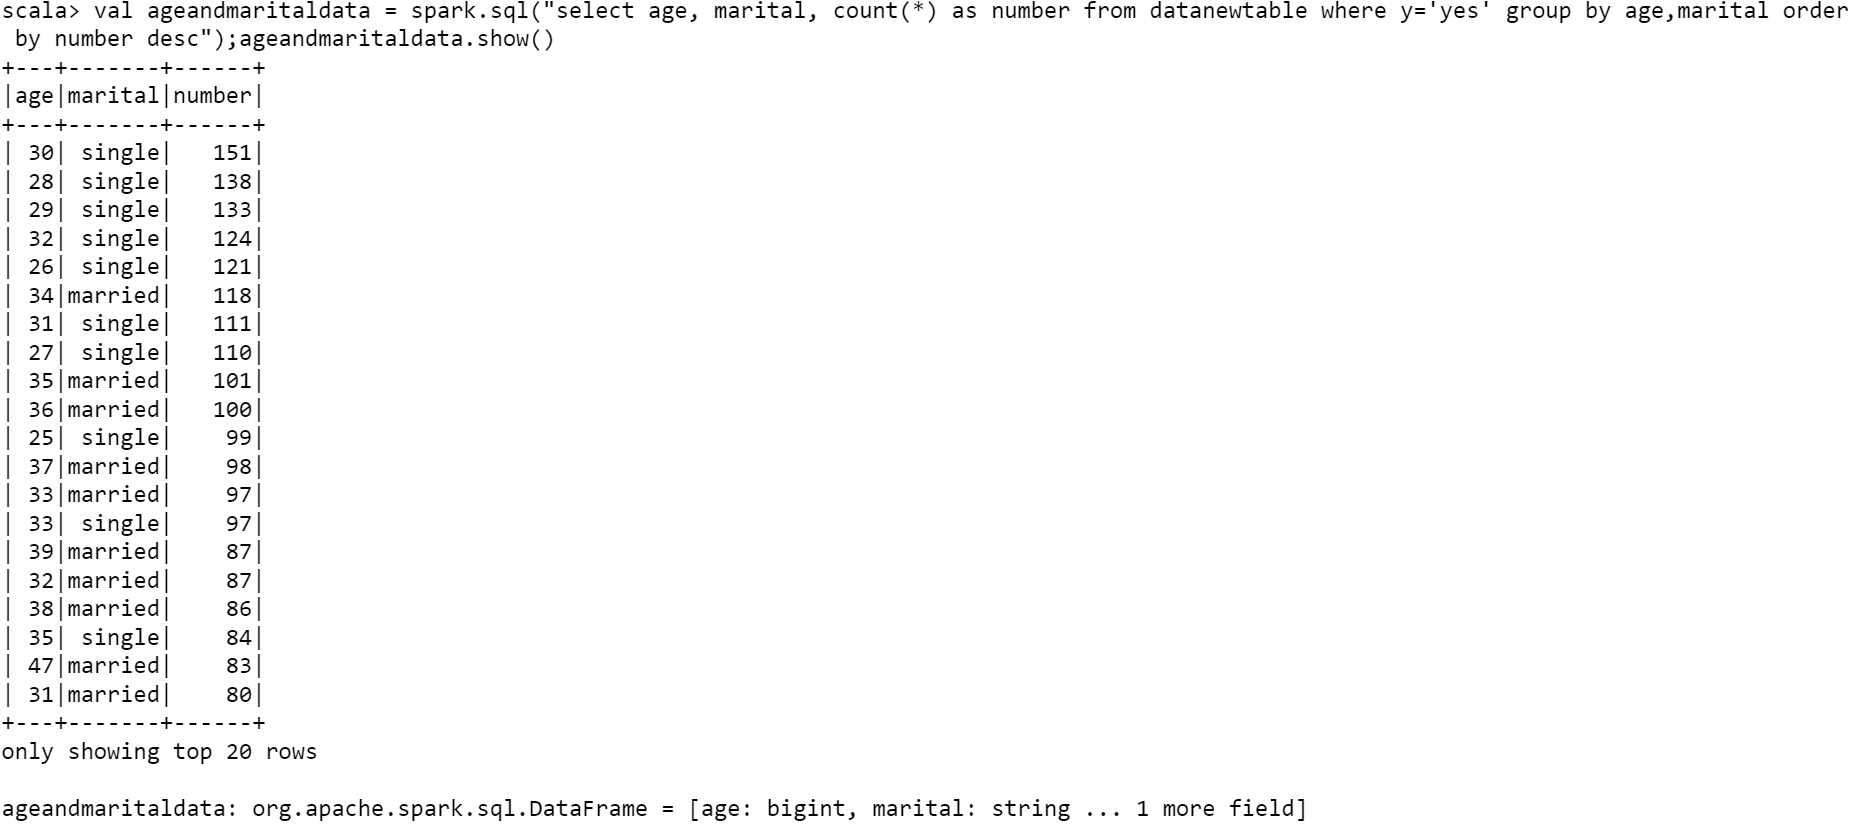 scala> val ageandmaritaldata = spark.sql("select age, marital, count(*) as number from datanewtable where y='yes' group by age,marital order
 by number desc");ageandmaritaldata.show()
+---+-------+------+
|age|marital|number|
+---+-------+------+
| 30| single|   151|
| 28| single|   138|
| 29| single|   133|
| 32| single|   124|
| 26| single|   121|
| 34|married|   118|
| 31| single|   111|
| 27| single|   110|
| 35|married|   101|
| 36|married|   100|
| 25| single|    99|
| 37|married|    98|
| 33|married|    97|
| 33| single|    97|
| 39|married|    87|
| 32|married|    87|
| 38|married|    86|
| 35| single|    84|
| 47|married|    83|
| 31|married|    80|
+---+-------+------+
only showing top 20 rows
ageandmaritaldata: org.apache.spark.sql.DataFrame = [age: bigint, marital: string ... 1 more field]